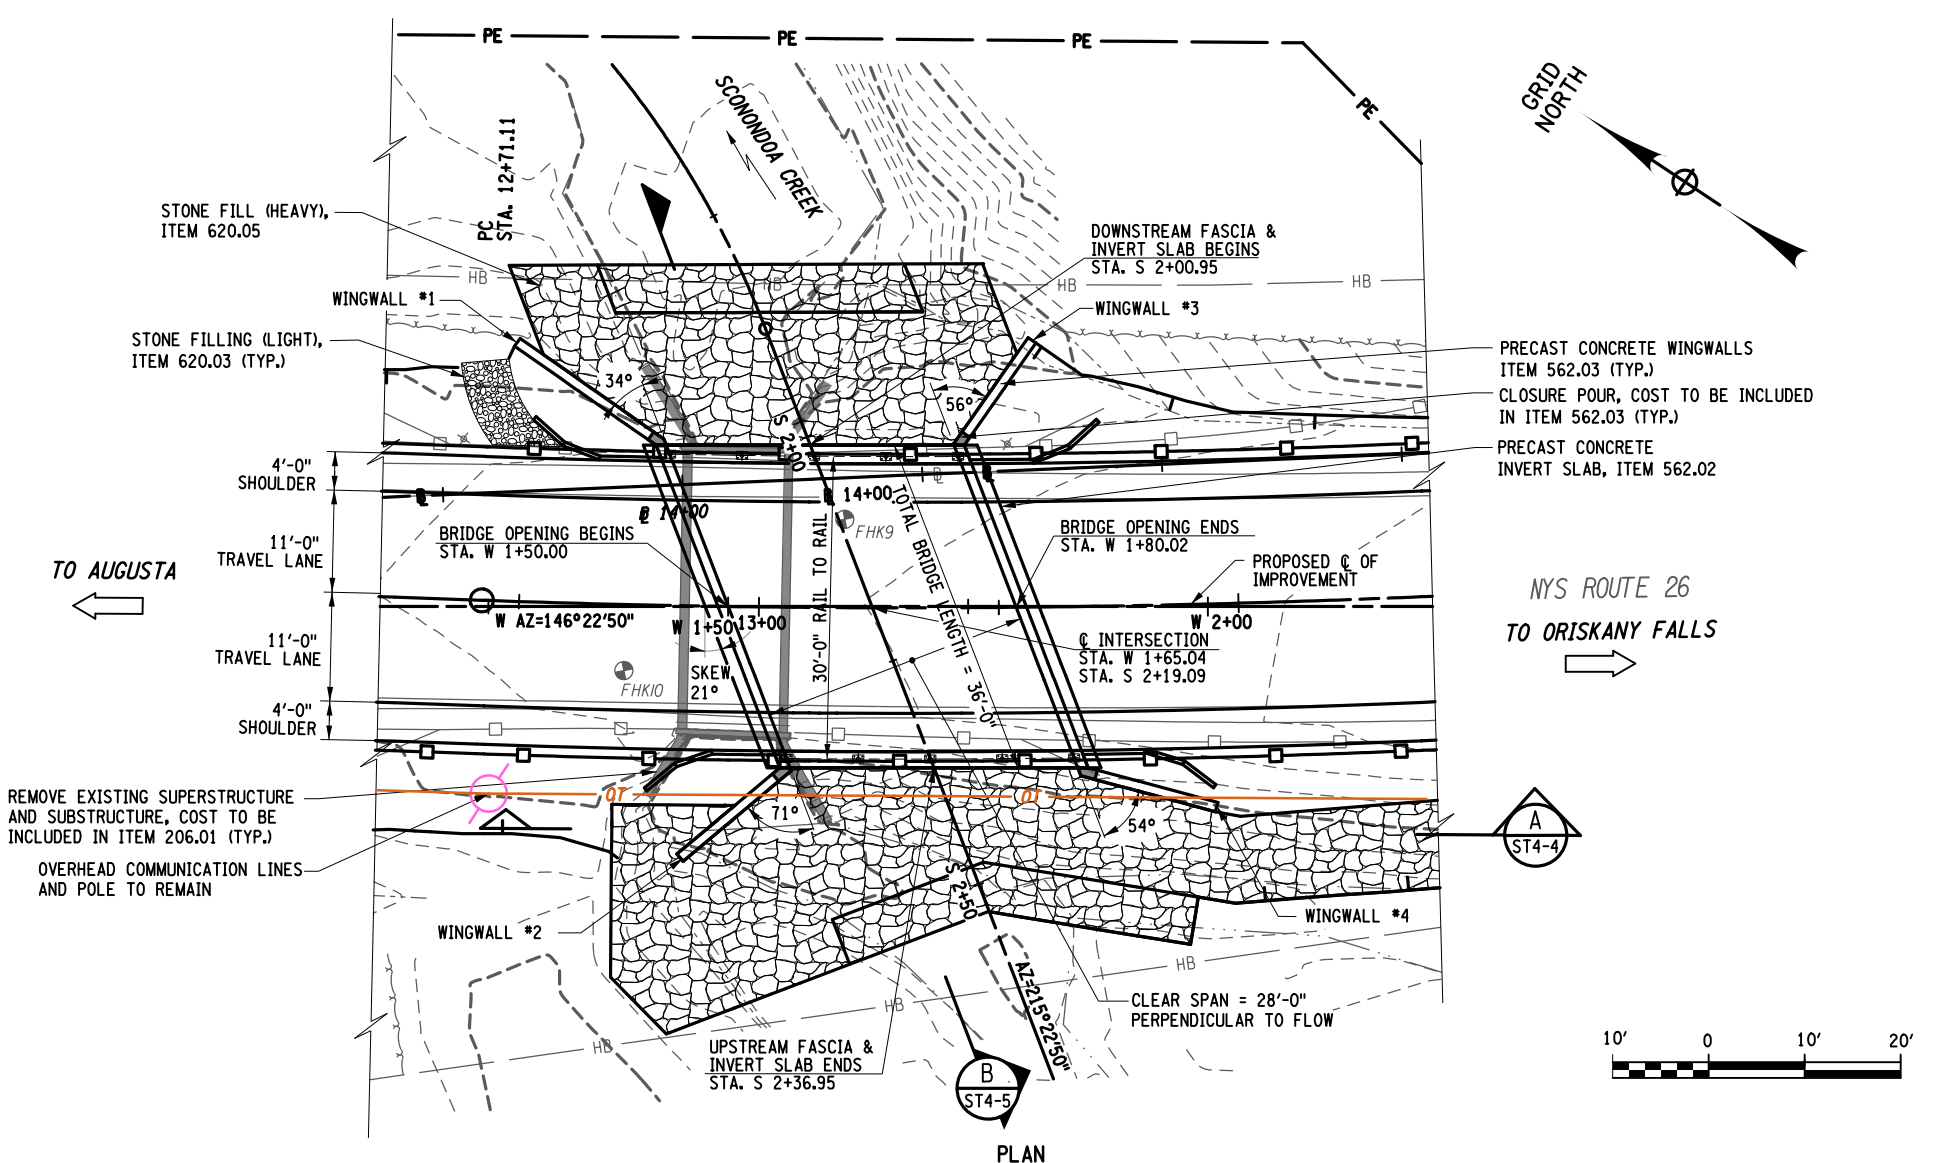 PE
PE
PE
PE
GRID
NORTH
SCONONDOA CREEK
PC
STA. 12+71.11
STONE FILL (HEAVY),
ITEM 620.05
DOWNSTREAM FASCIA &
INVERT SLAB BEGINS
STA. S 2+00.95
HB
HB
HB
HB
WINGWALL #1
WINGWALL #3
STONE FILLING (LIGHT),
ITEM 620.03 (TYP.)
PRECAST CONCRETE WINGWALLS
ITEM 562.03 (TYP.)
34°
56°
CLOSURE POUR, COST TO BE INCLUDED
IN ITEM 562.03 (TYP.)
S 2+00
PRECAST CONCRETE
INVERT SLAB, ITEM 562.02
4'-0"
SHOULDER
14+00
14+00
FHK9
11'-0"
TRAVEL LANE
BRIDGE OPENING BEGINS
STA. W 1+50.00
BRIDGE OPENING ENDS
STA. W 1+80.02
30'-0" RAIL TO RAIL
TOTAL BRIDGE LENGTH = 36'-0"
PROPOSED ℄ OF
IMPROVEMENT
TO AUGUSTA
NYS ROUTE 26
TO ORISKANY FALLS
W AZ=146°22'50"
W 1+50
13+00
W 2+00
11'-0"
TRAVEL LANE
℄ INTERSECTION
STA. W 1+65.04
STA. S 2+19.09
SKEW
21°
FHK10
4'-0"
SHOULDER
REMOVE EXISTING SUPERSTRUCTURE
AND SUBSTRUCTURE, COST TO BE
INCLUDED IN ITEM 206.01 (TYP.)
OT
OT
71°
54°
A
ST4-4
OVERHEAD COMMUNICATION LINES
AND POLE TO REMAIN
S 2+50
WINGWALL #2
WINGWALL #4
HB
HB
HB
AZ=215°22'50"
CLEAR SPAN = 28'-0"
PERPENDICULAR TO FLOW
UPSTREAM FASCIA &
INVERT SLAB ENDS
STA. S 2+36.95
B
ST4-5
10' 0 10' 20'
PLAN